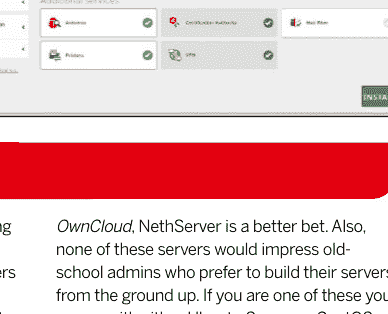 Additional Services
Antivirus
Certification Authority
Mail Filter
Printers
VPN
INSTA
ng
OwnCloud, NethServer is a better bet. Also,
none of these servers would impress old-
ers
school admins who prefer to build their servers
from the ground up. If you are one of these you